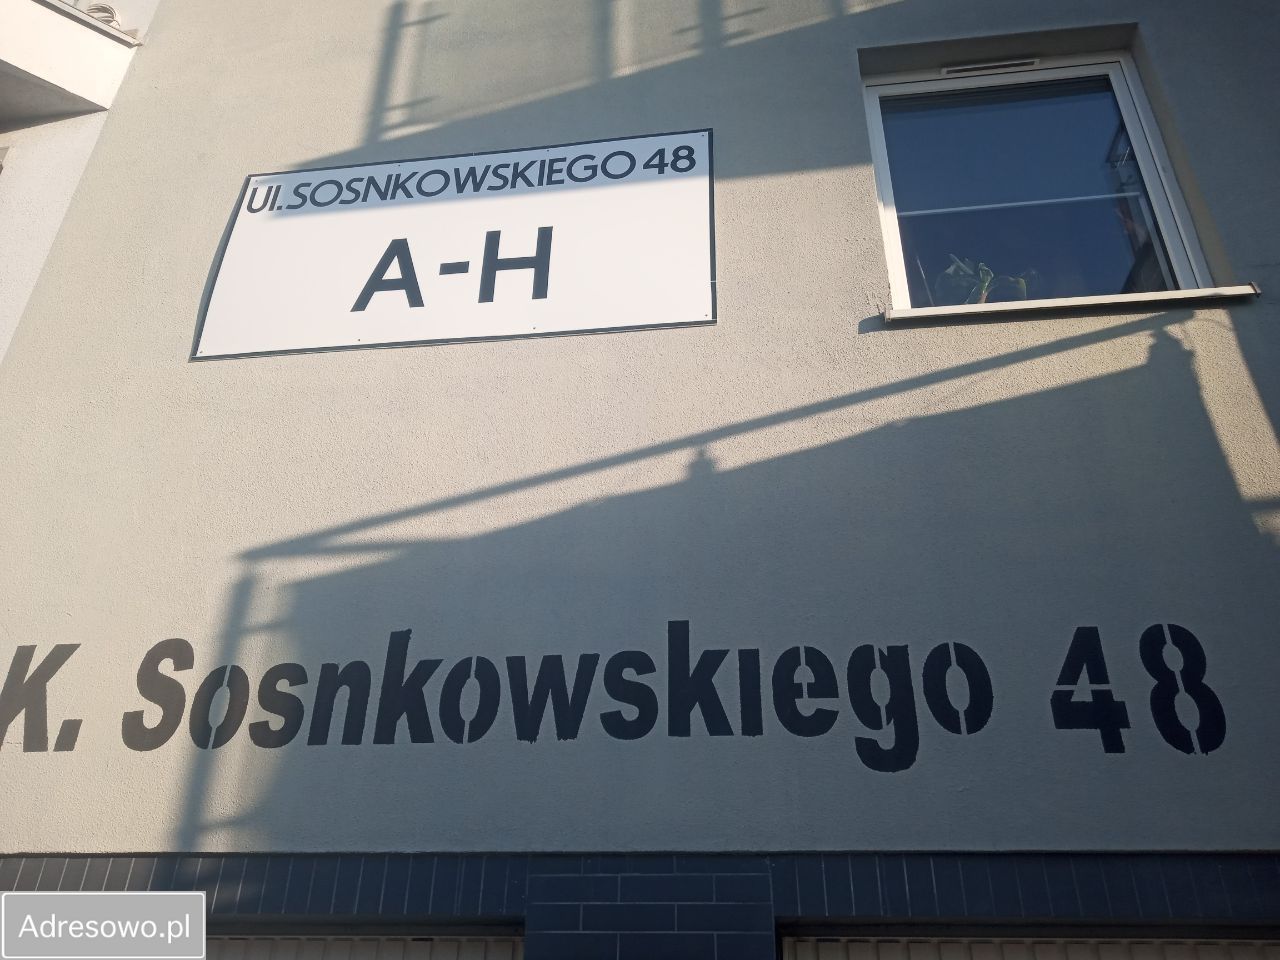 Ul. SOSNKOWSKIEGO 48
A-H
K. Sosnkowskiego 48
Adresowo.pl